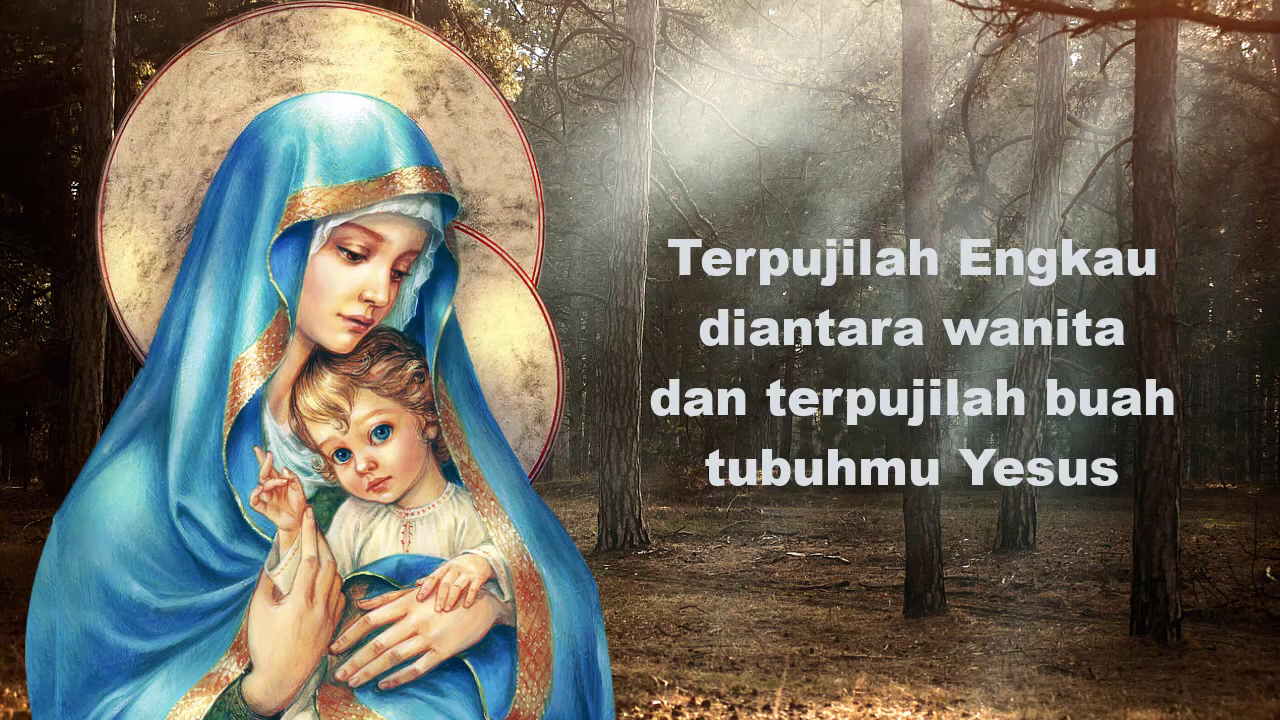 Terpujilah Engkau
diantara wanita
dan terpujilah buah
tubuhmu Yesus